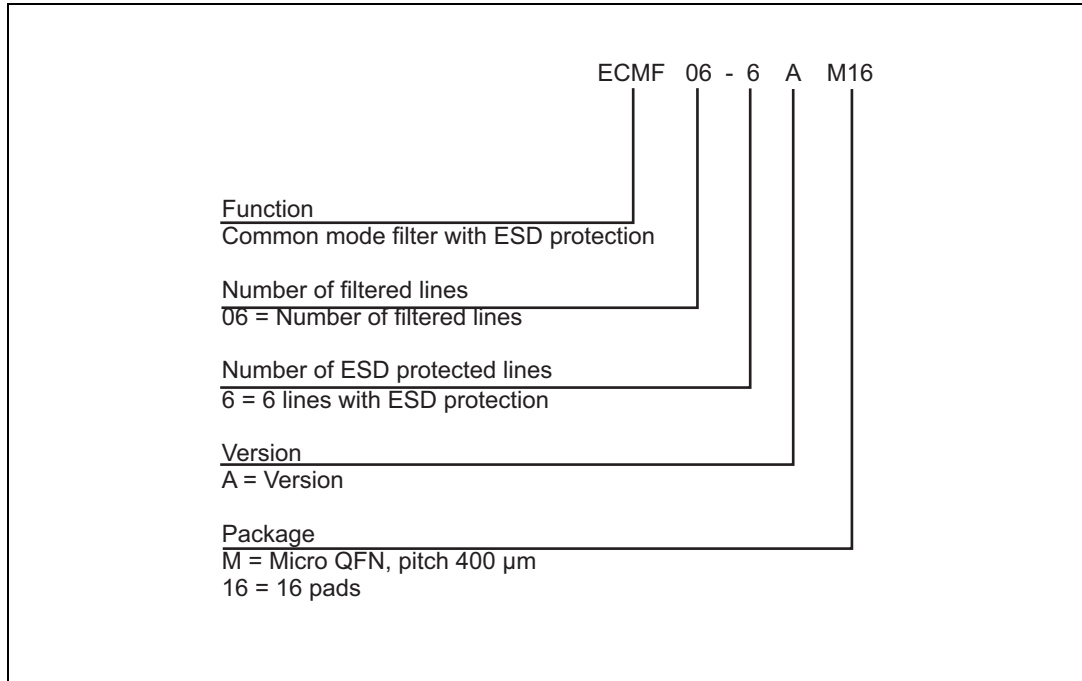 ECMF 06 - 6 A M16
Function
Common mode filter with ESD protection
Number of filtered lines
06 = Number of filtered lines
Number of ESD protected lines
6 = 6 lines with ESD protection
Version
A = Version
Package
M = Micro QFN, pitch 400 µm
16 = 16 pads